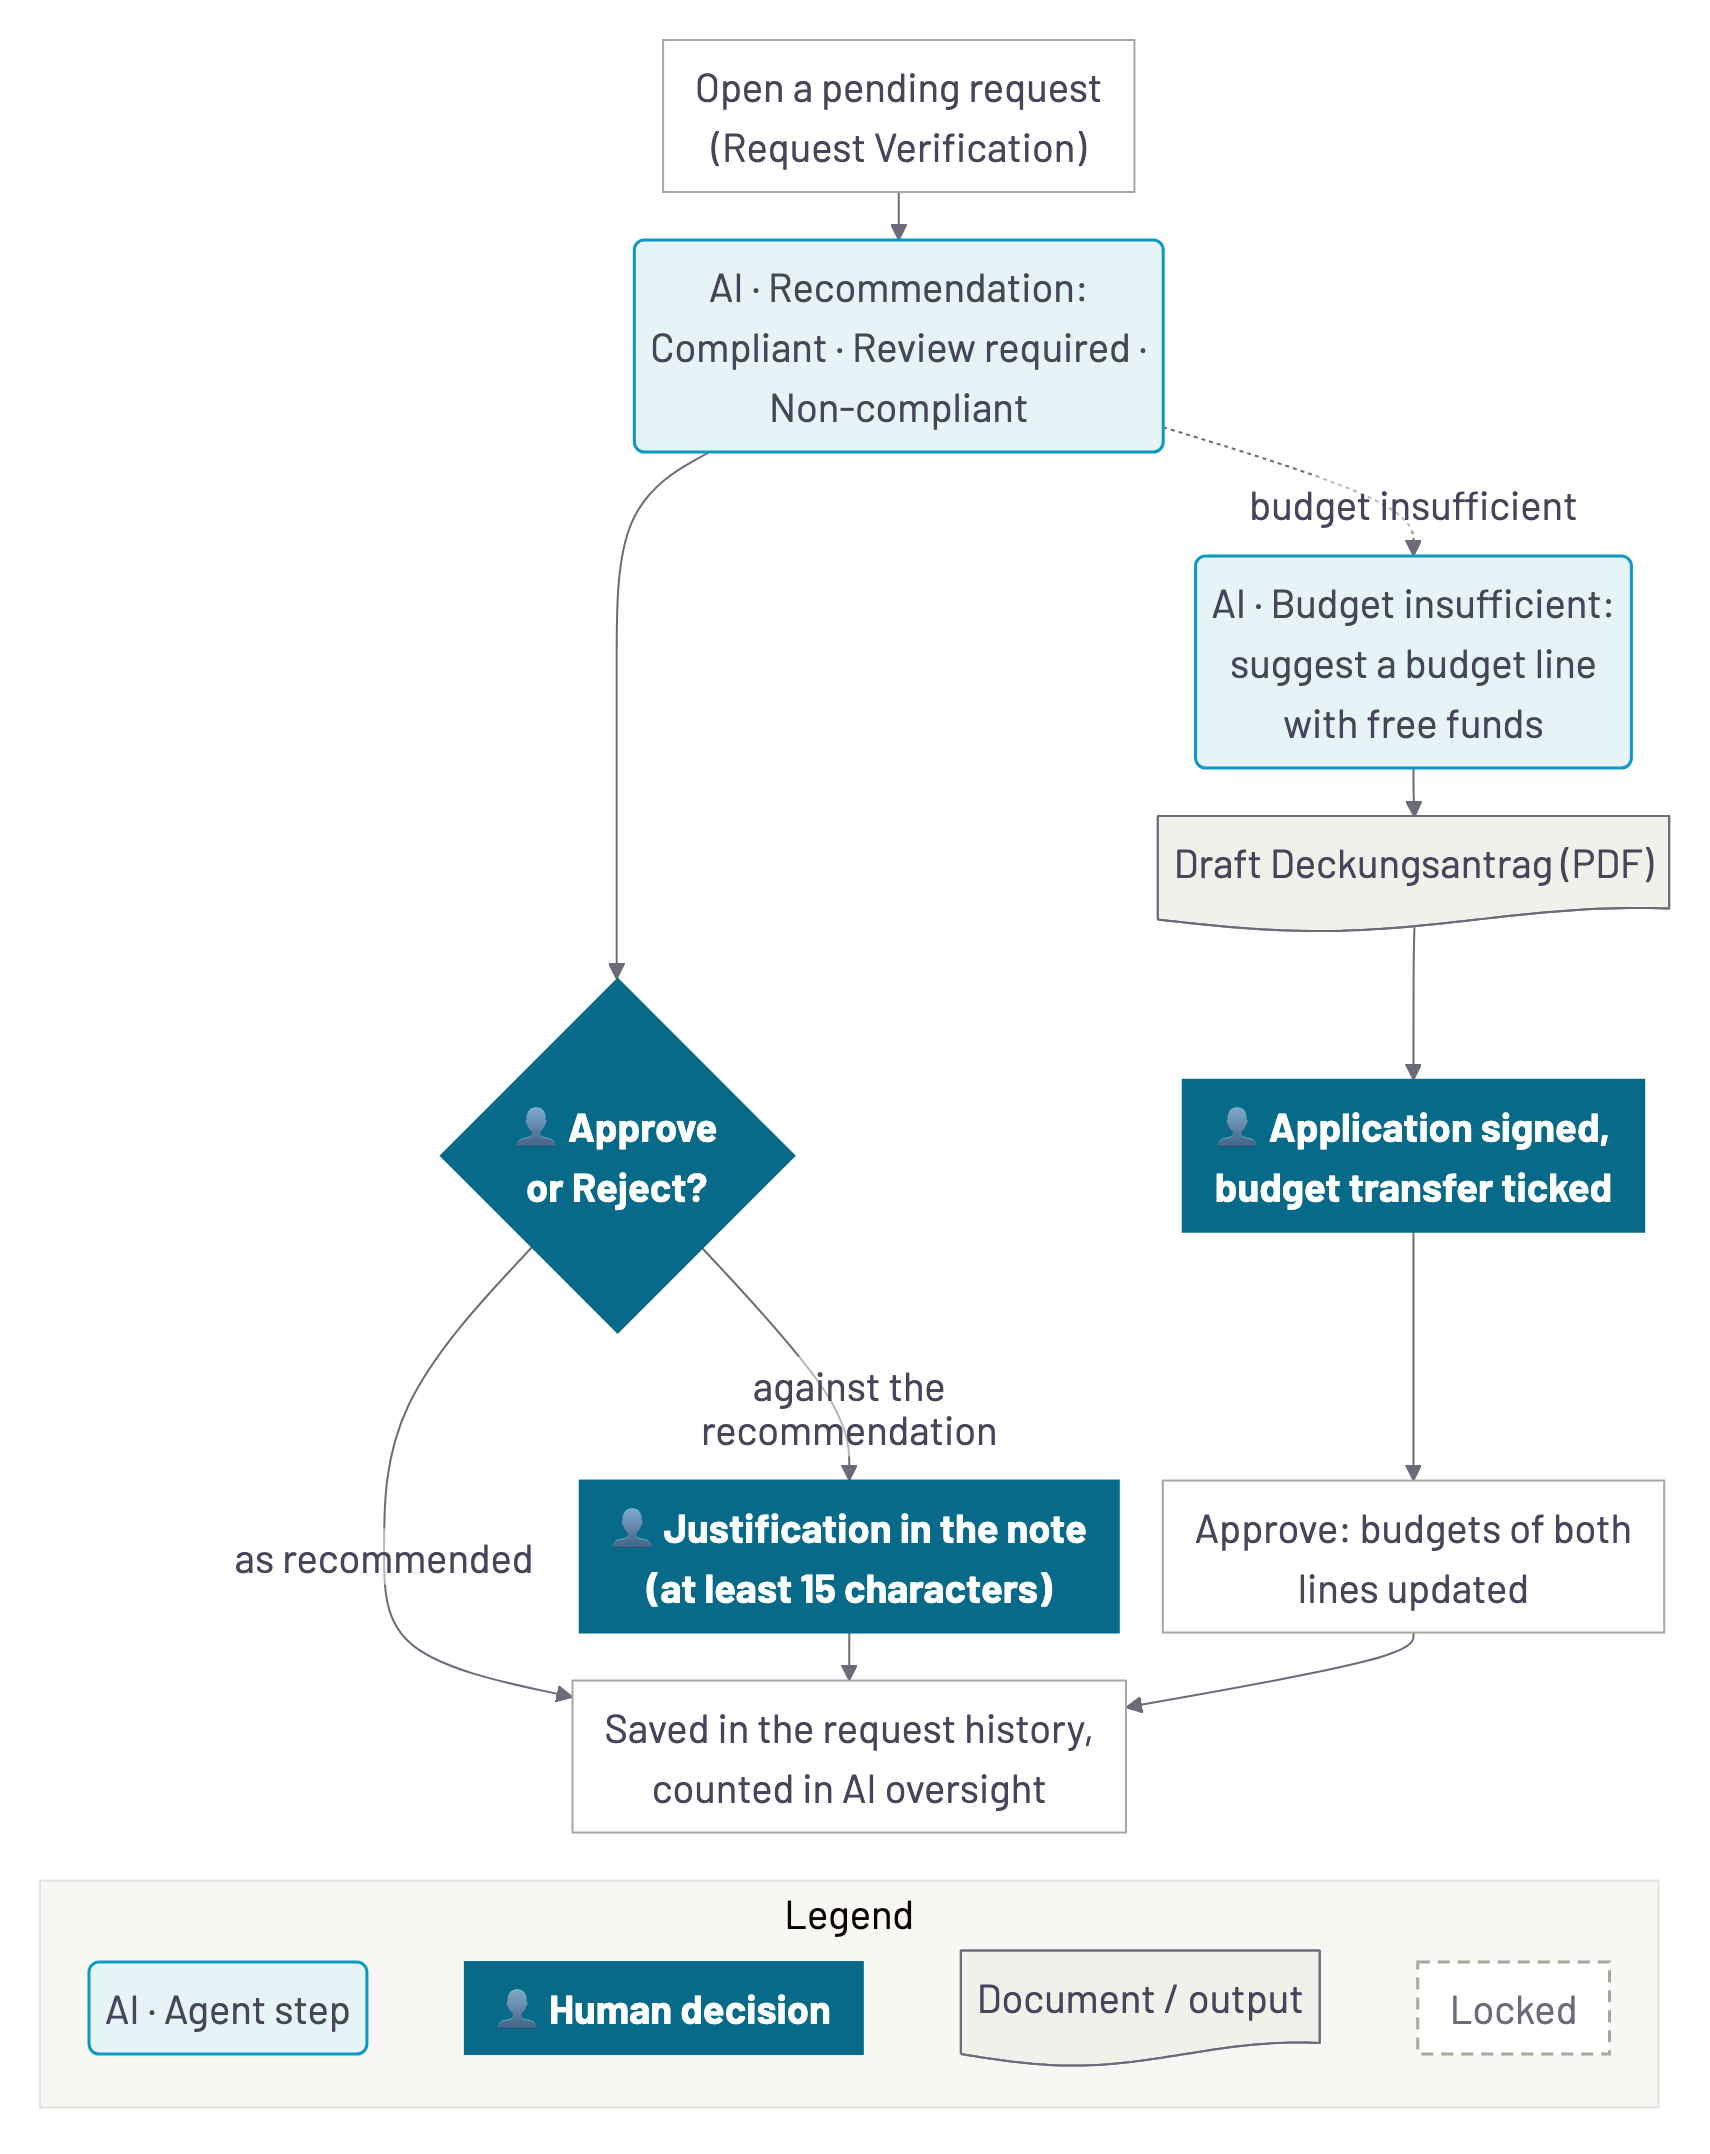 Open a pending request
(Request Verification)
AI · Recommendation:
Compliant · Review required ·
Non-compliant
budget insufficient
AI · Budget insufficient:
suggest a budget line
with free funds
Draft Deckungsantrag (PDF)
Approve
or Reject?
Application signed,
budget transfer ticked
against the
recommendation
as recommended
Justification in the note
(at least 15 characters)
Approve: budgets of both
lines updated
Saved in the request history,
counted in AI oversight
Legend
AI · Agent step
Human decision
Document / output
Locked